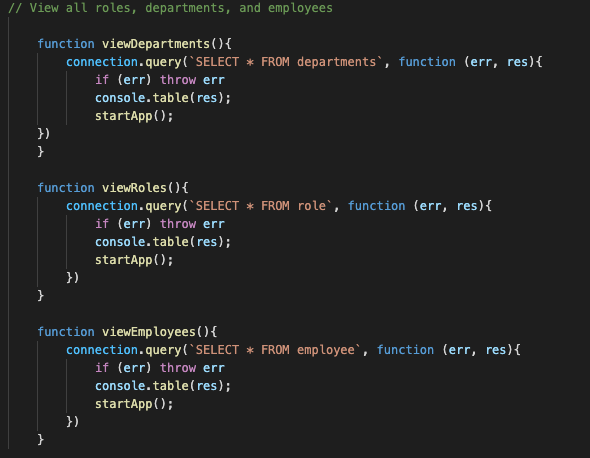 // View all roles, departments, and employees
function viewDepartments(){
connection.query(`SELECT * FROM departments`, function (err, res){
if (err) throw err
console.table(res);
startApp();
})
}
function viewRoles(){
connection.query(`SELECT * FROM role`, function (err, res){
if (err) throw err
console.table(res);
startApp();
})
}
function viewEmployees(){
connection.query(`SELECT * FROM employee`, function (err, res){
if (err) throw err
console.table(res);
startApp();
})
}